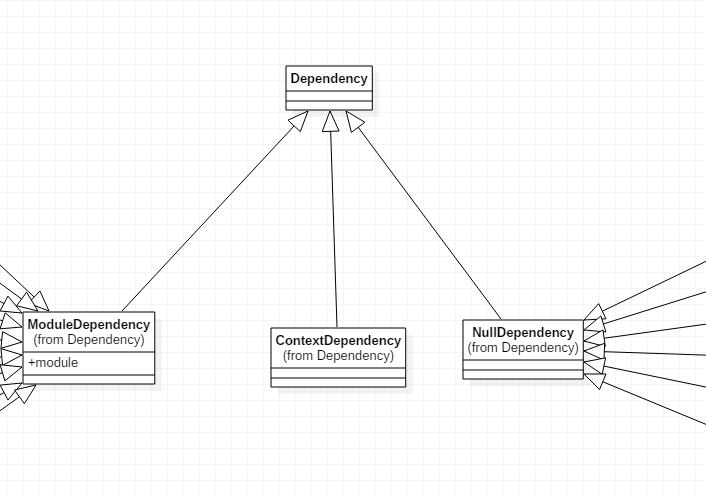 Dependency
ModuleDependency
(from Dependency)
+module
ContextDependency
(from Dependency)
NullDependency
(from Dependency)